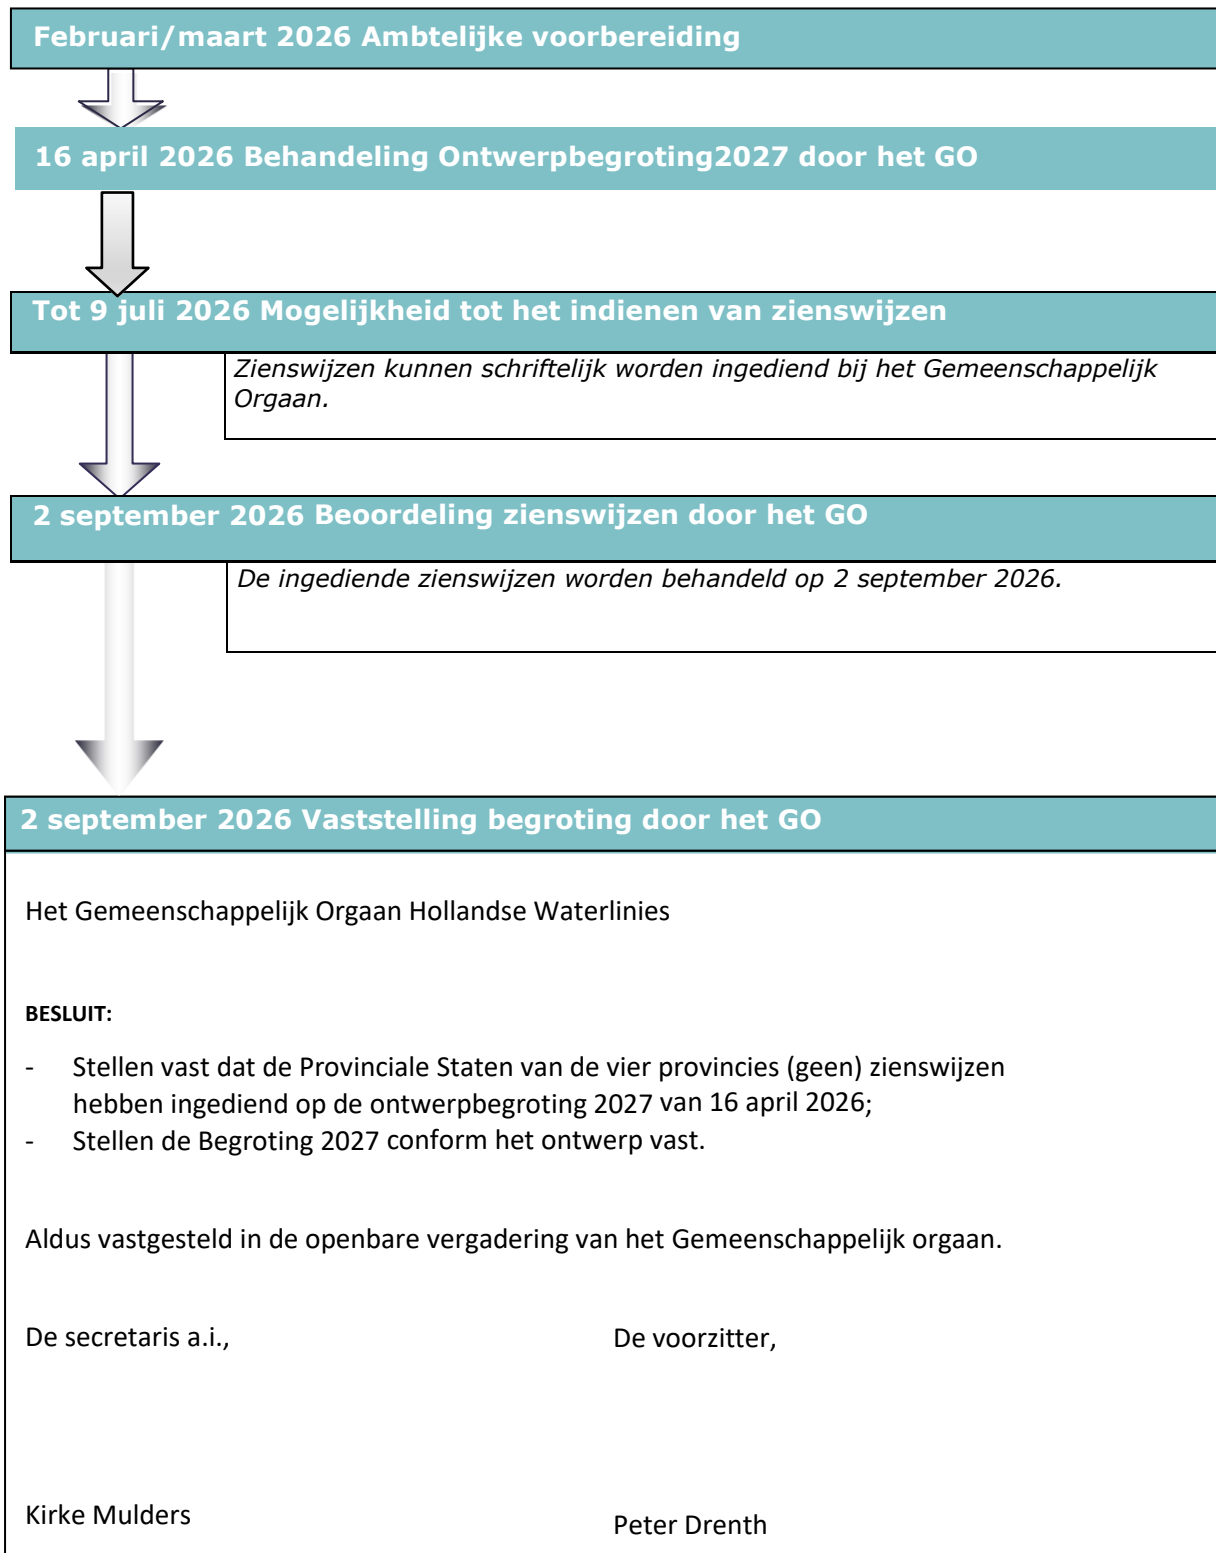 Februari/maart 2026 Ambtelijke voorbereiding
16 april 2026 Behandeling Ontwerpbegroting2027 door het GO
Tot 9 juli 2026 Mogelijkheid tot het indienen van zienswijzen
Zienswijzen kunnen schriftelijk worden ingediend bij het Gemeenschappelijk
Orgaan.
2 september 2026 Beoordeling zienswijzen door het GO
De ingediende zienswijzen worden behandeld op 2 september 2026.
2 september 2026 Vaststelling begroting door het GO
Het Gemeenschappelijk Orgaan Hollandse Waterlinies
BESLUIT:
- Stellen vast dat de Provinciale Staten van de vier provincies (geen) zienswijzen
hebben ingediend op de ontwerpbegroting 2027 van 16 april 2026;
- Stellen de Begroting 2027 conform het ontwerp vast.
Aldus vastgesteld in de openbare vergadering van het Gemeenschappelijk orgaan.
De secretaris a.i., De voorzitter,
Kirke Mulders Peter Drenth